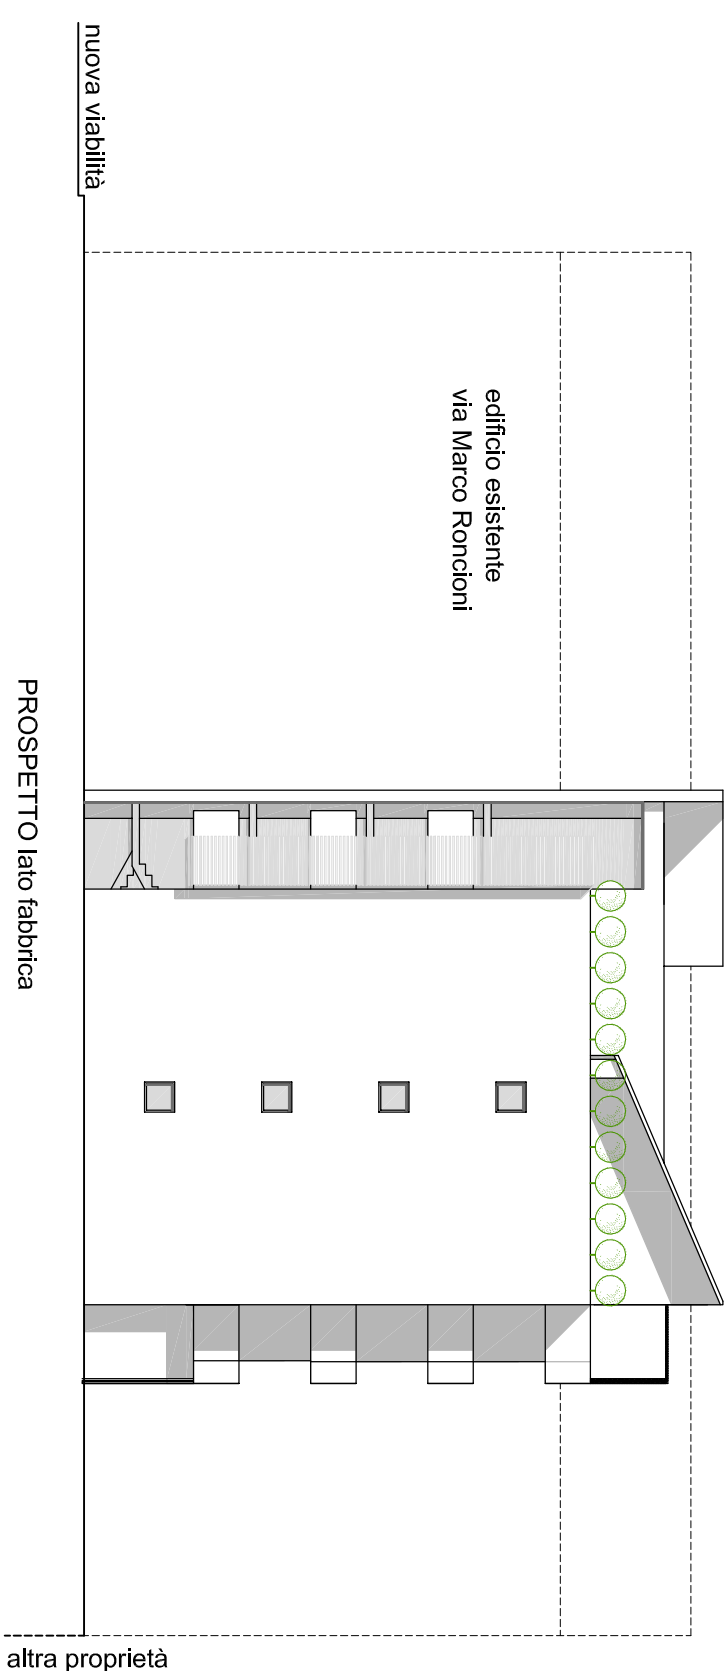 nuova viabilità
edificio esistente
via Marco Roncioni
PROSPETTO lato fabbrica
altra proprietà